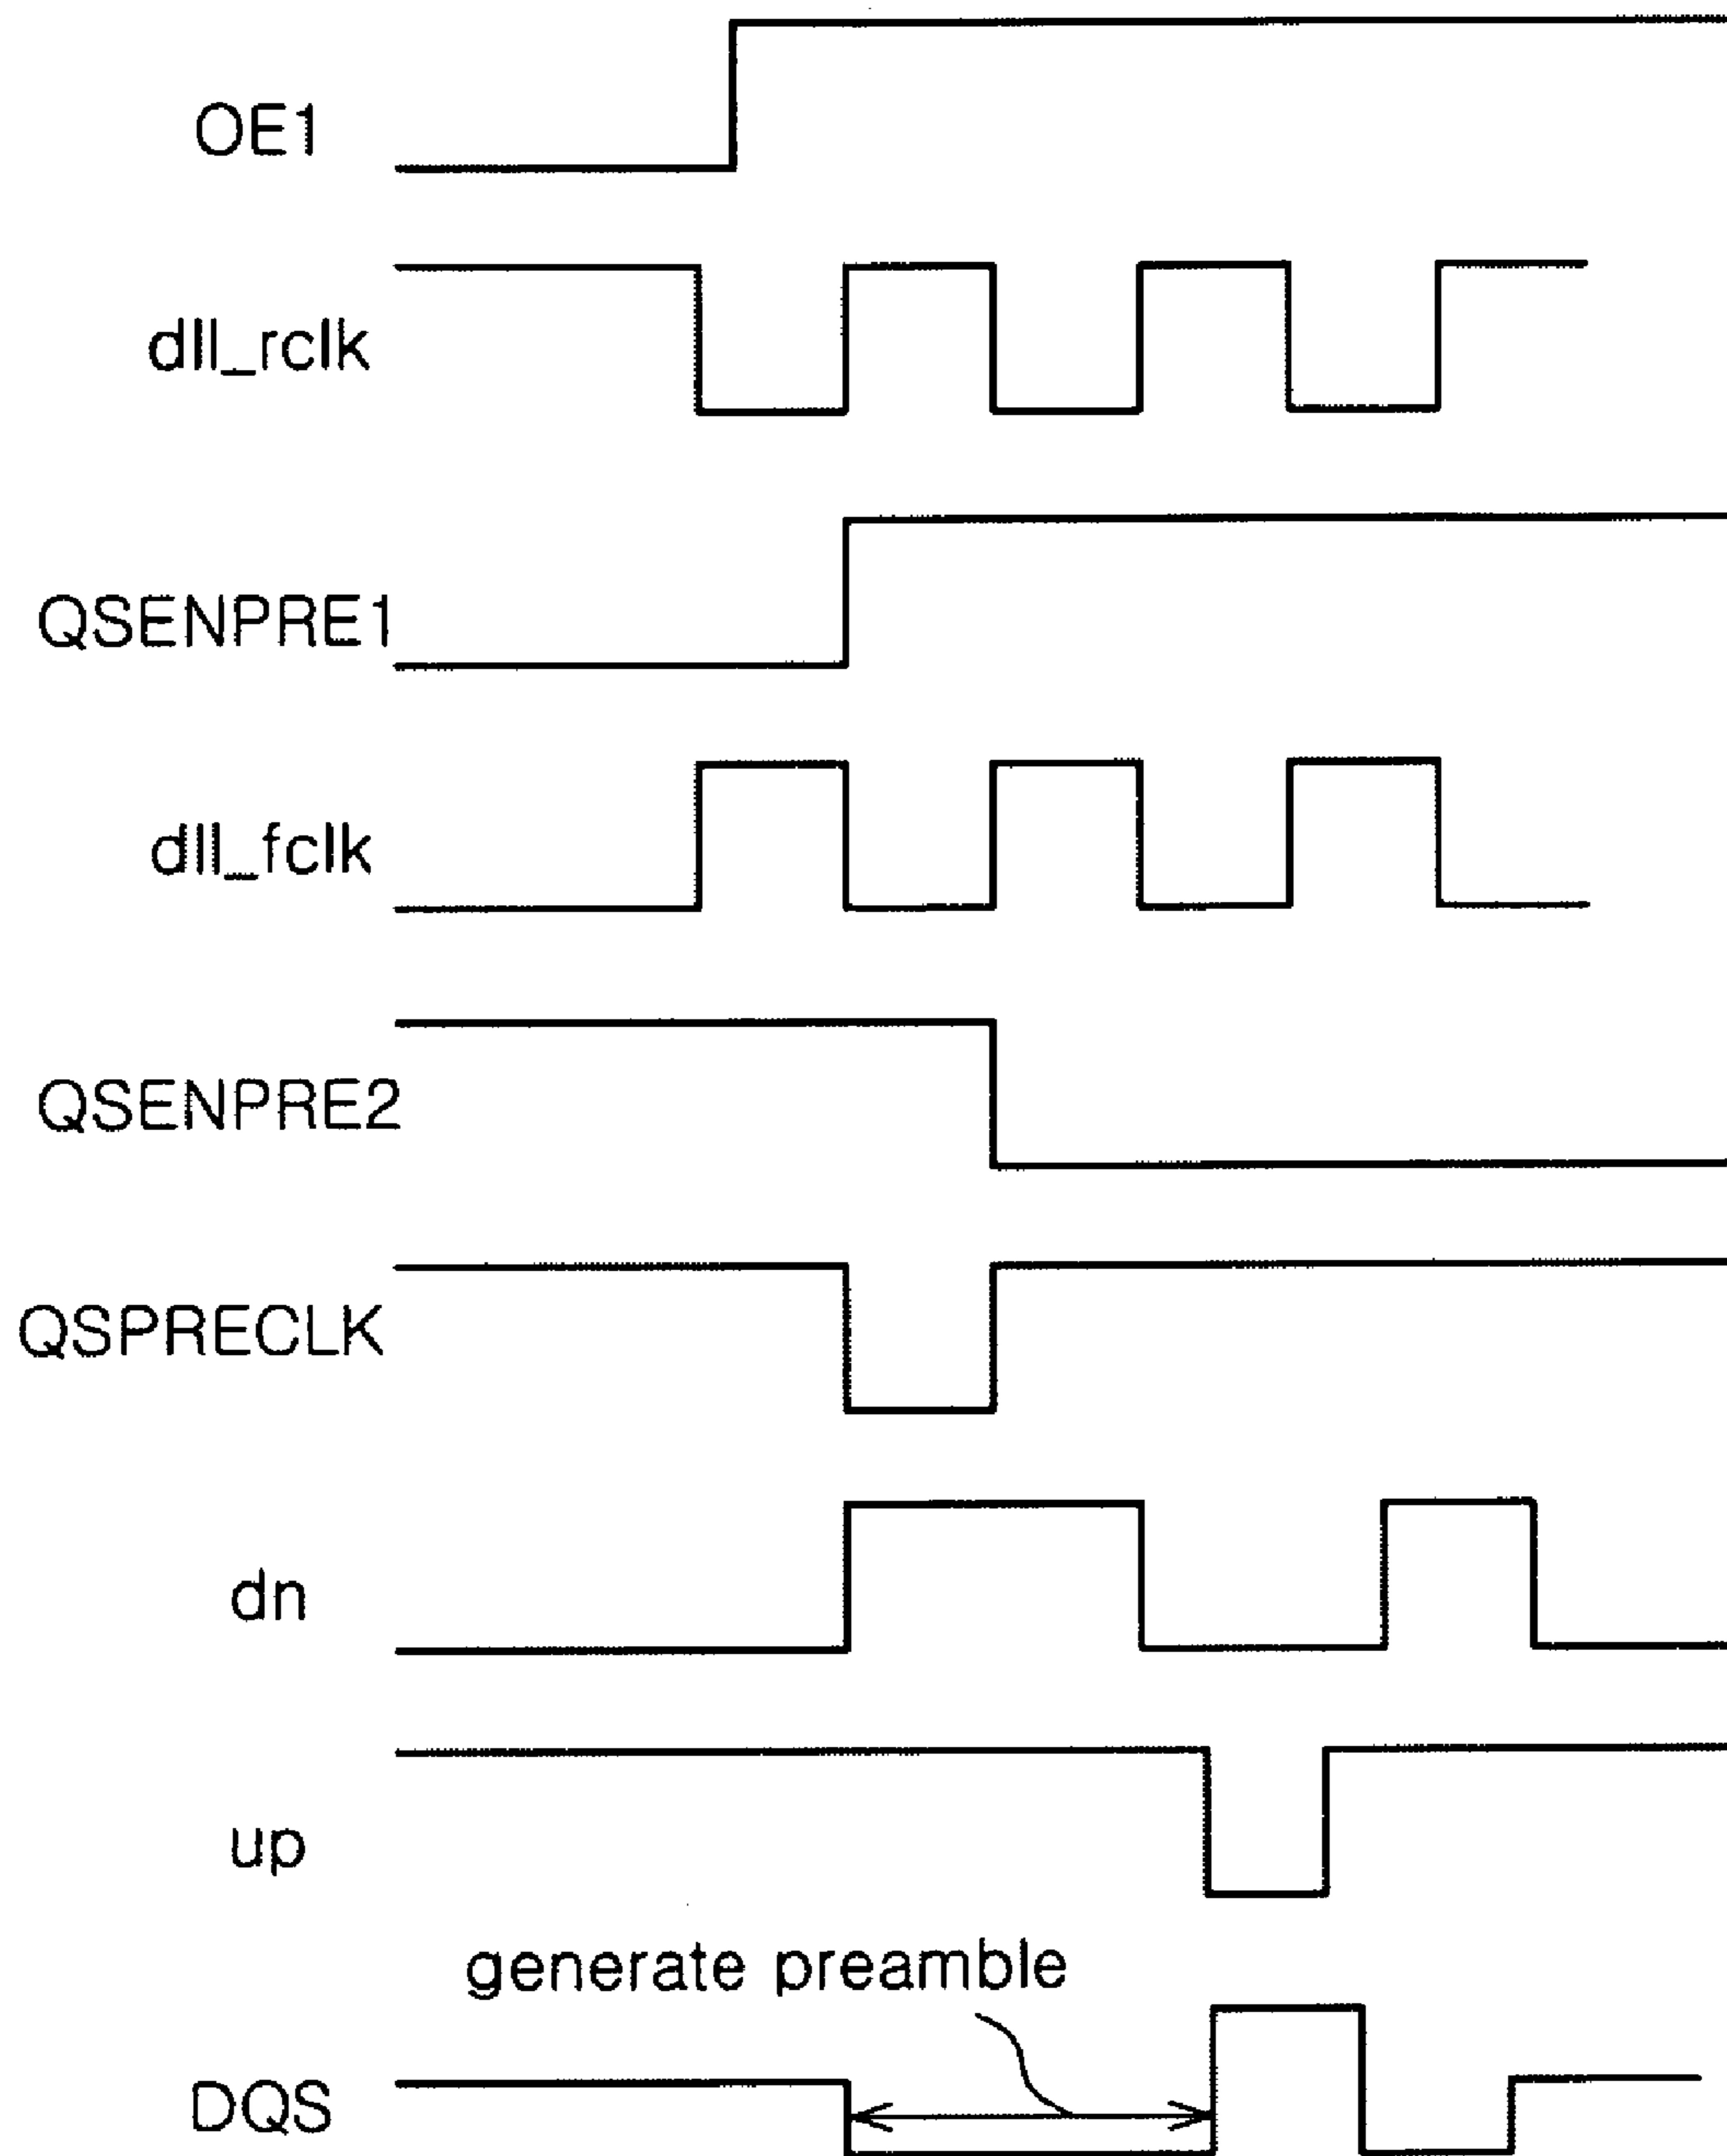 OE1
dll_rclk
QSENPRE1
dll_fclk
QSENPRE2
QSPRECLK
dn
up
generate preamble
DQS